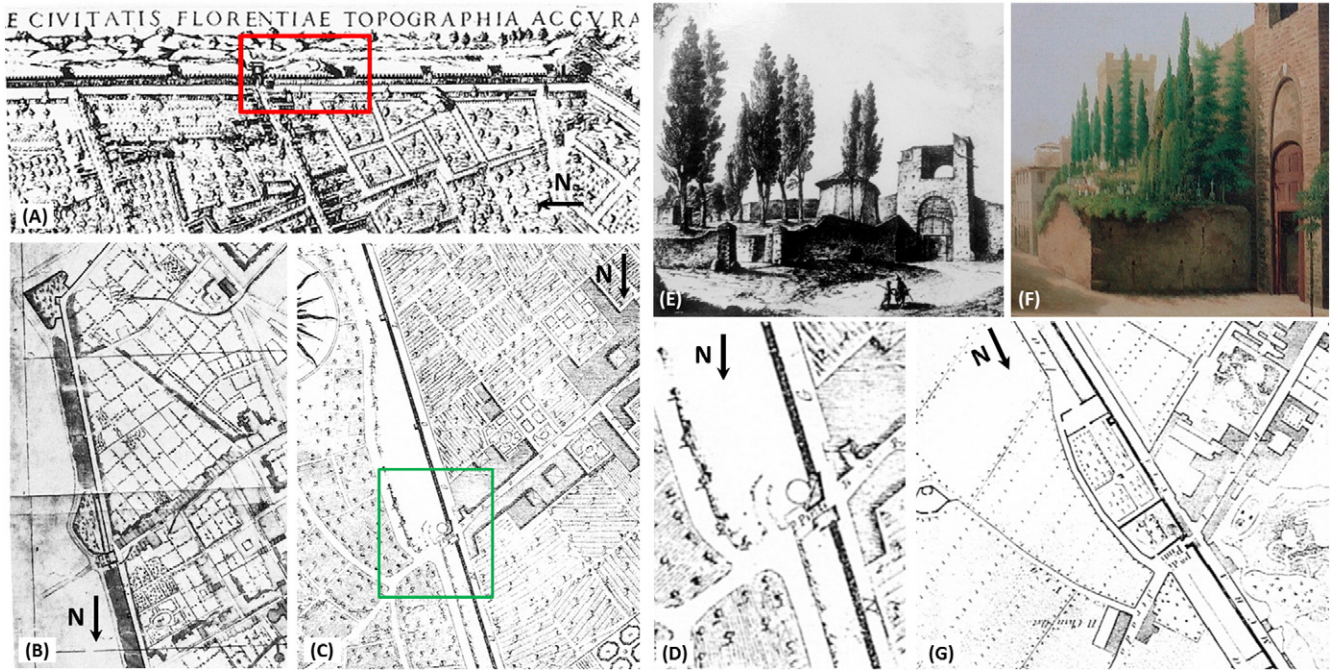 E CIVITATIS FLORENTIAE TOPOGRAPHIA ACCVRA
N
(A)
(E)
(F)
N
(B)
N
(C)
N
(D)
N
(G)